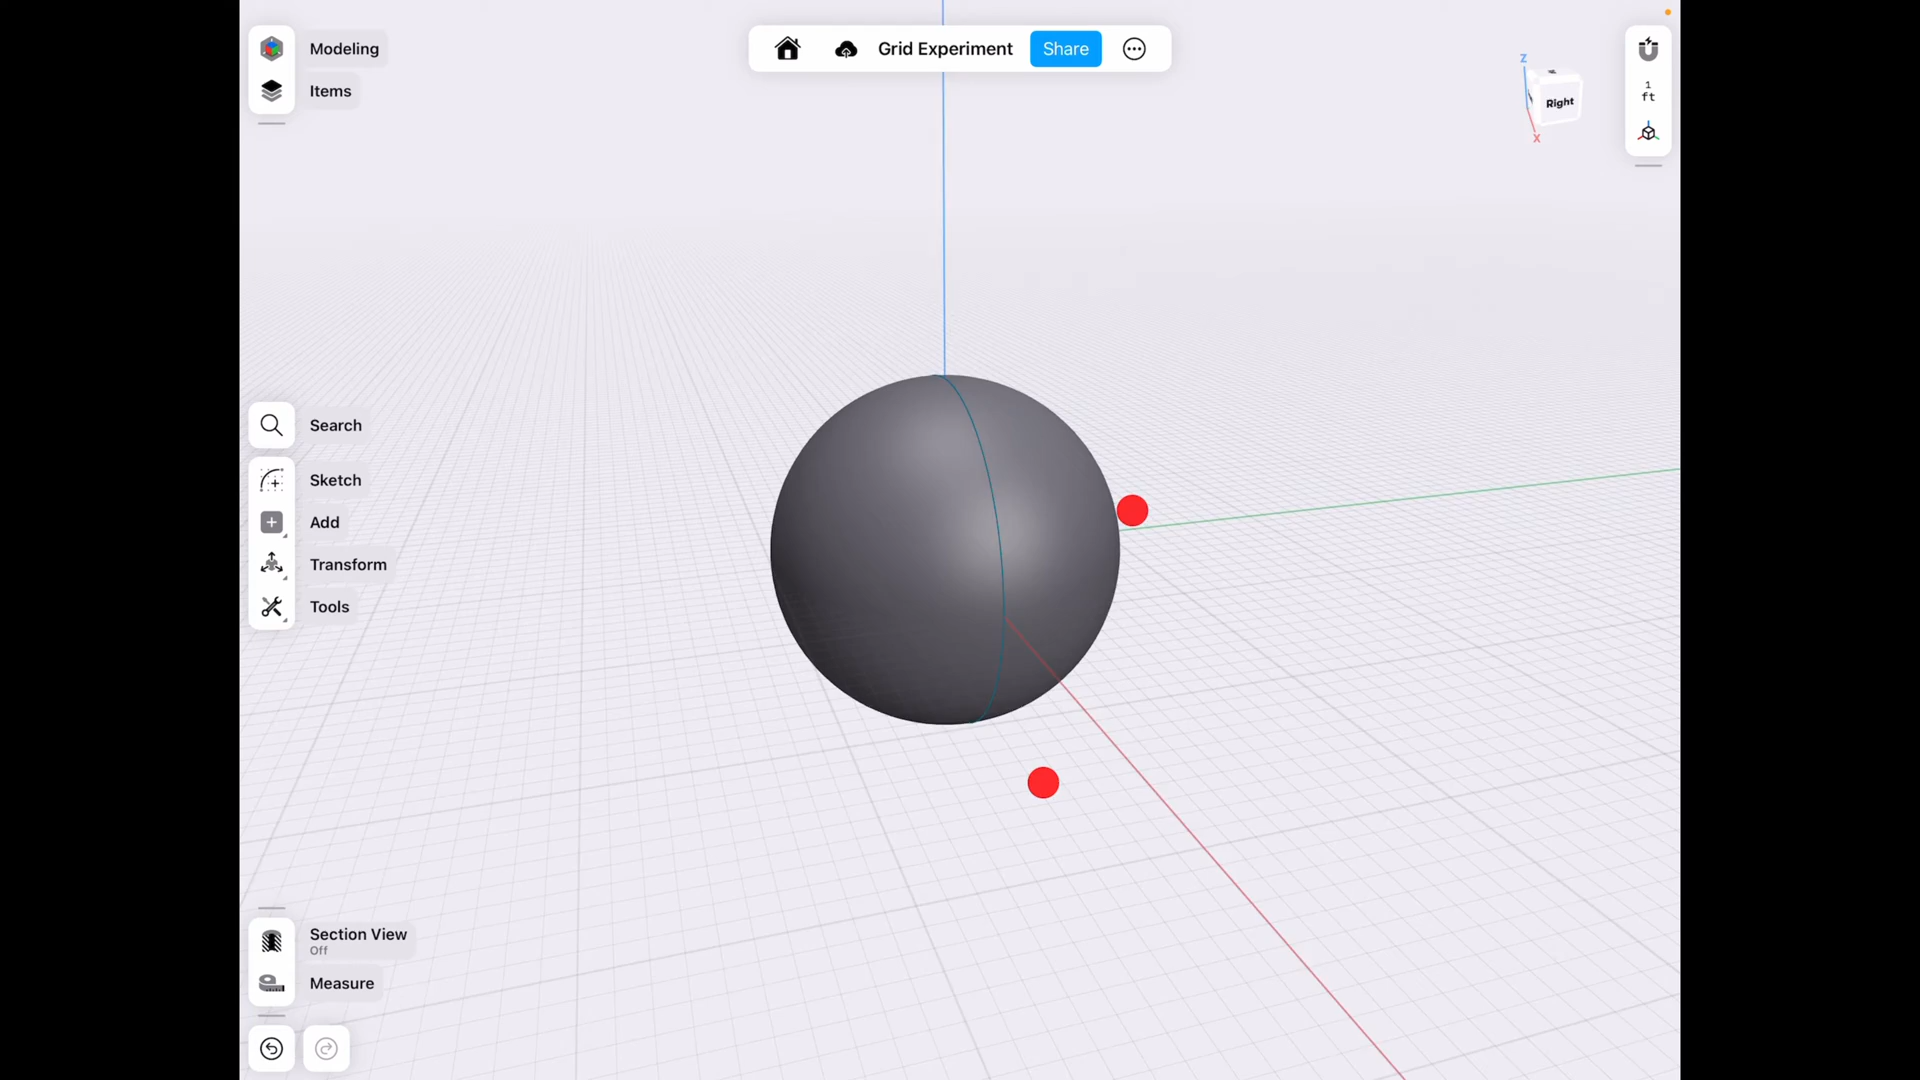 Modeling
Items
Grid Experiment
Share
Z
Right
X
1
ft
Search
Sketch
Add
Transform
Tools
Section View
Off
Measure